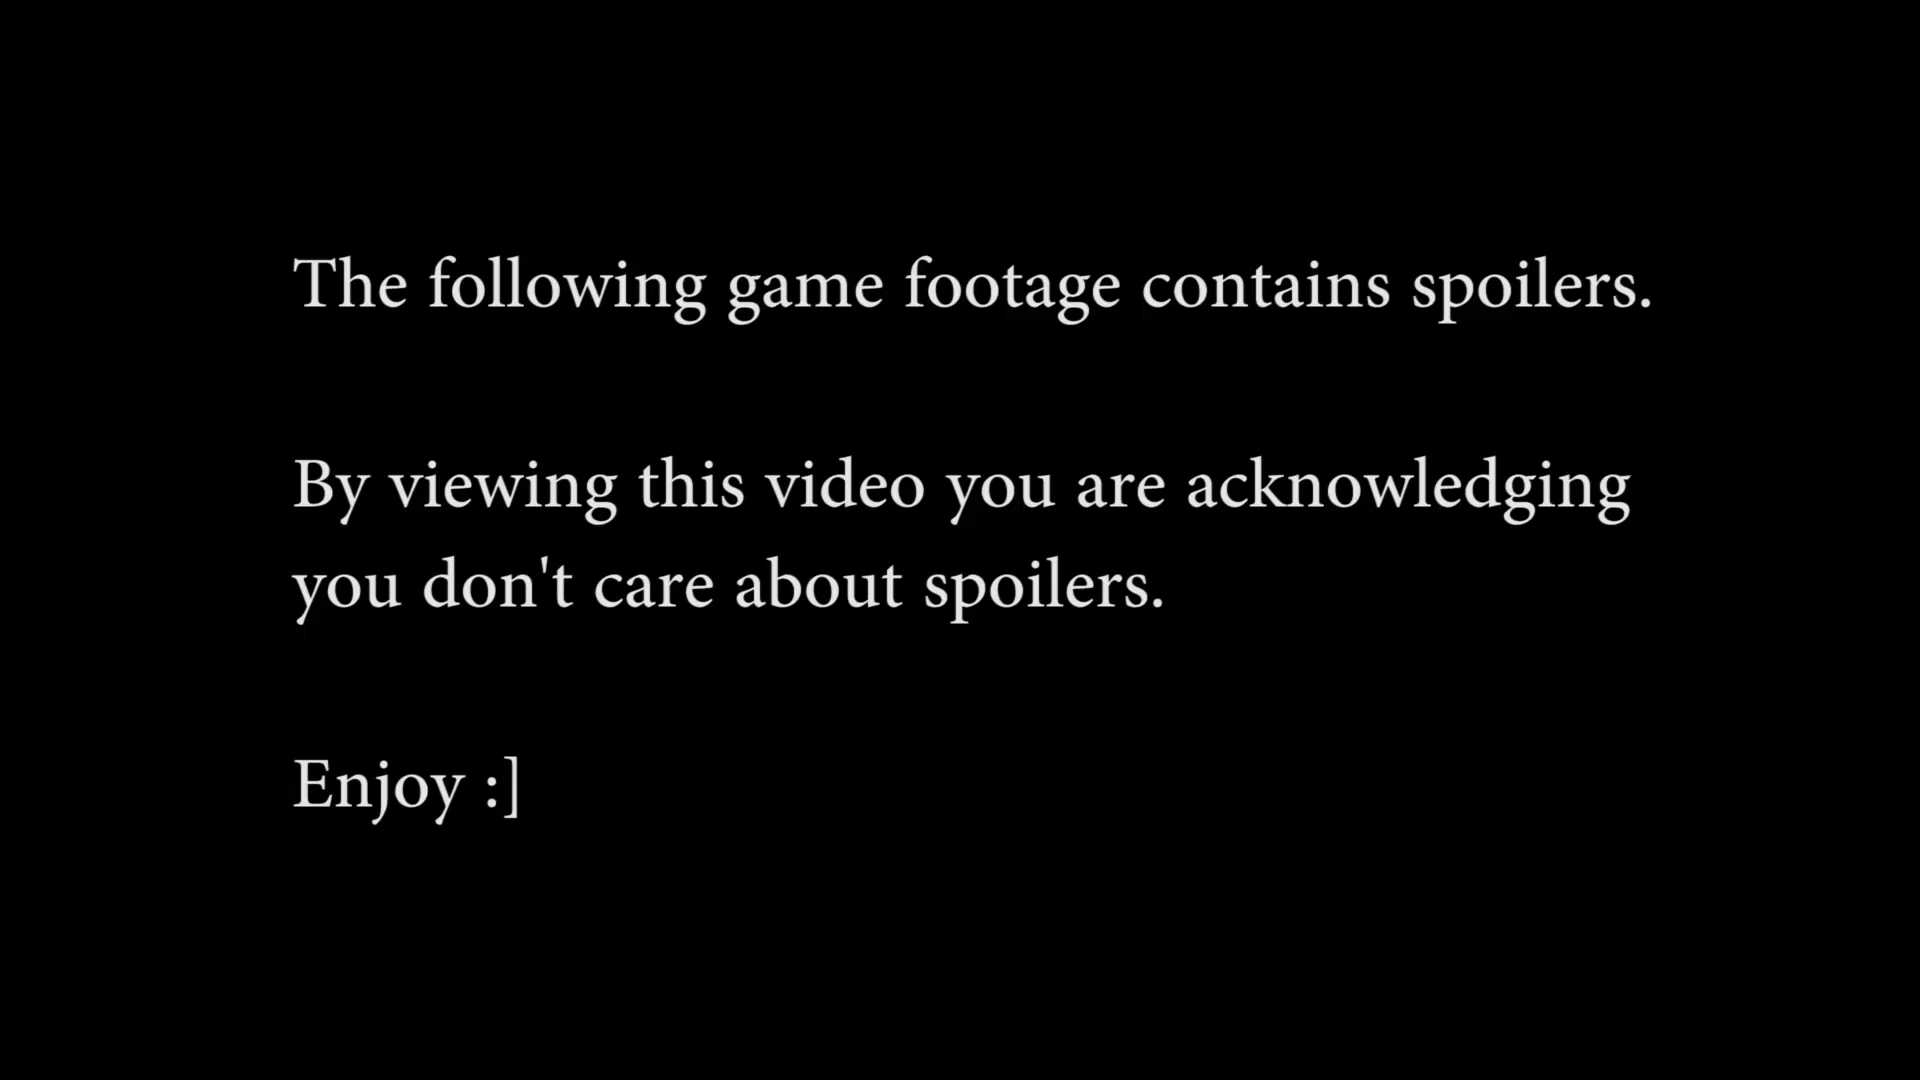 The following game footage contains spoilers.
By viewing this video you are acknowledging
you don't care about spoilers.
Enjoy :]